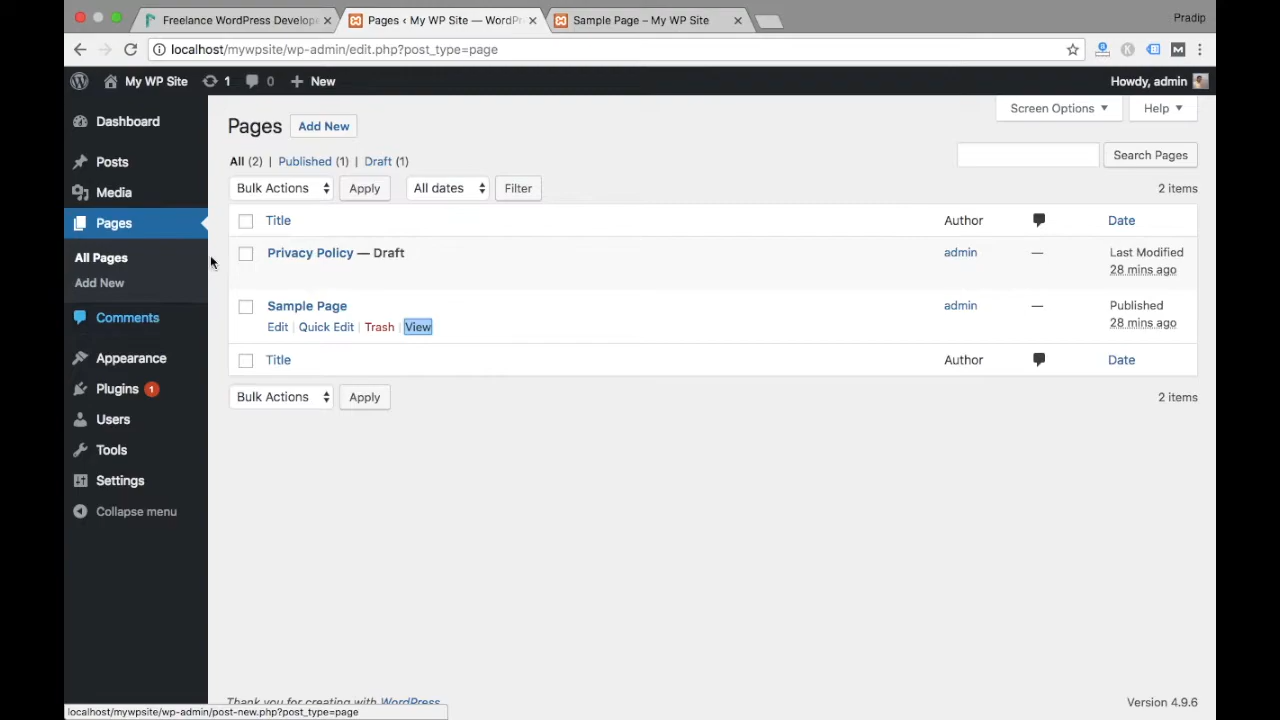 Freelance WordPress Develope
Pages ‹ My WP Site — WordPr
Sample Page – My WP Site
Pradip
localhost/mywpsite/wp-admin/edit.php?post_type=page
My WP Site
1
0
New
Howdy, admin
Dashboard
Posts
Media
Pages
All Pages
Add New
Comments
Appearance
Plugins 1
Users
Tools
Settings
Collapse menu
Pages
Add New
Screen Options
Help
All (2) | Published (1) | Draft (1)
Search Pages
Bulk Actions
Apply
All dates
Filter
2 items
Title
Author
Date
Privacy Policy — Draft
admin
—
Last Modified
28 mins ago
Sample Page
Edit | Quick Edit | Trash | View
admin
—
Published
28 mins ago
Title
Author
Date
Bulk Actions
Apply
2 items
Thank you for creating with WordPress
Version 4.9.6
localhost/mywpsite/wp-admin/post-new.php?post_type=page